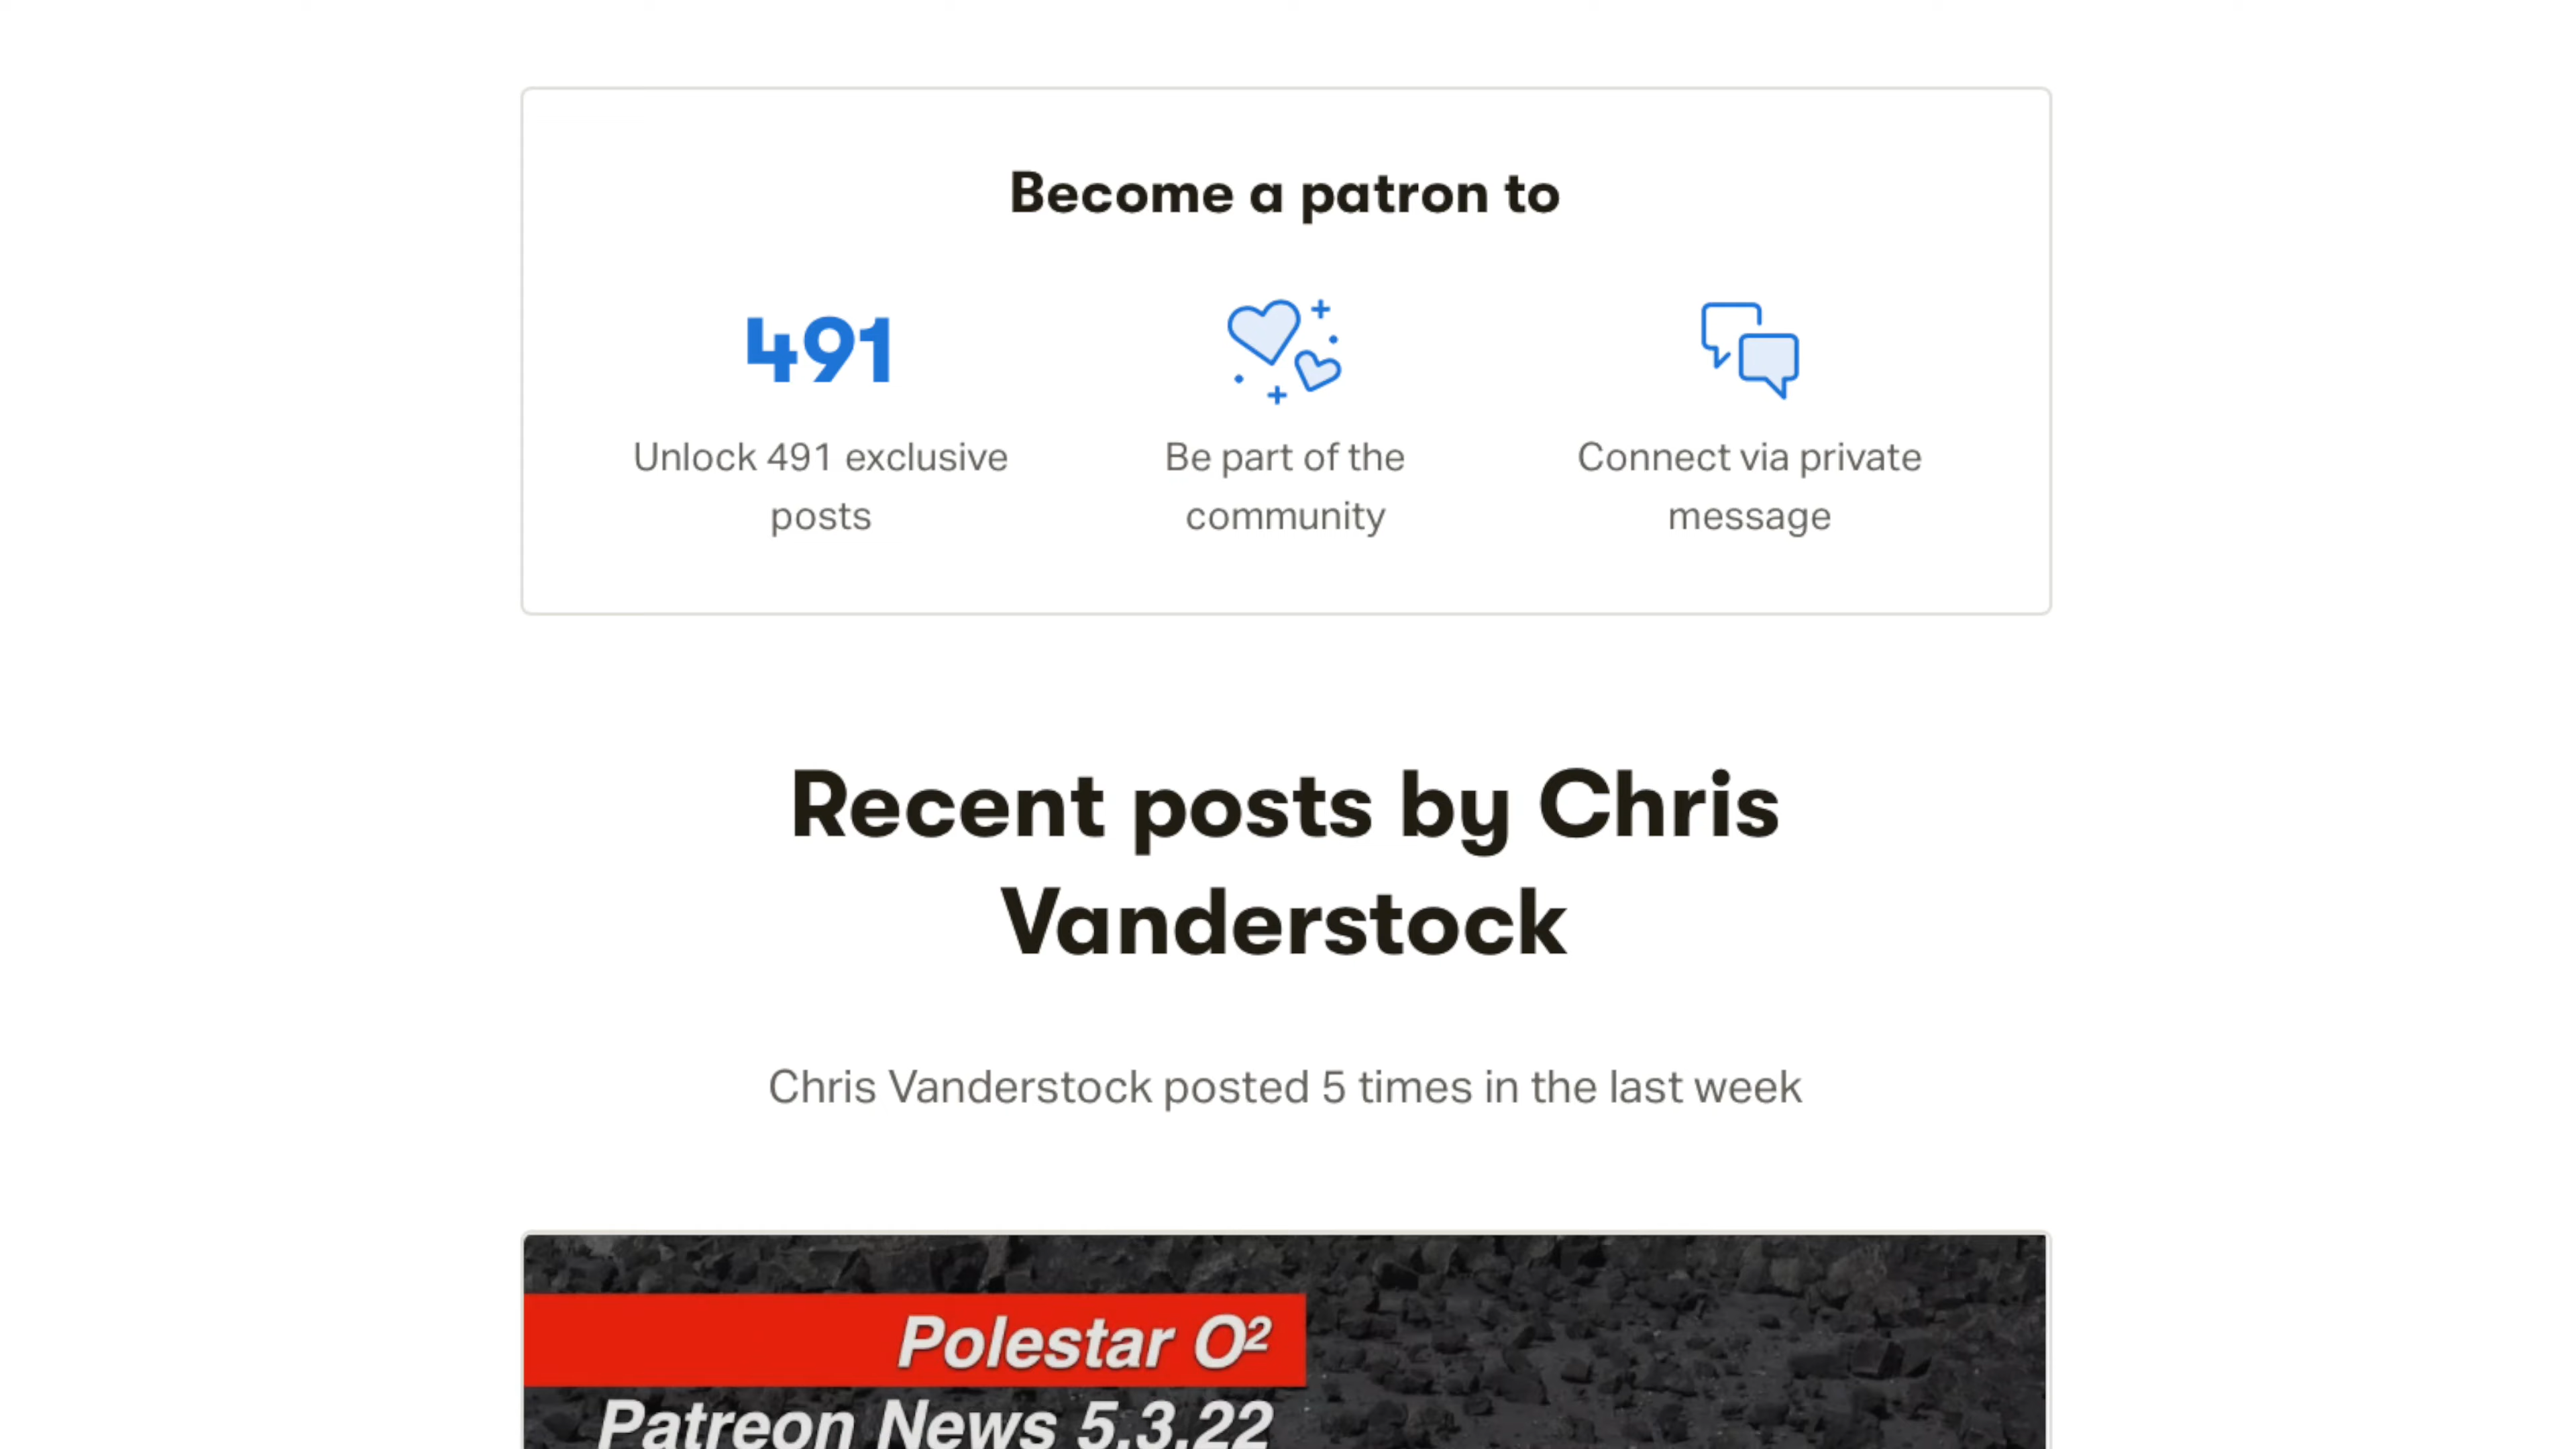 Become a patron to
491
Unlock 491 exclusive
posts
Be part of the
community
Connect via private
message
Recent posts by Chris
Vanderstock
Chris Vanderstock posted 5 times in the last week
Polestar O²
Patreon News 5.3.22